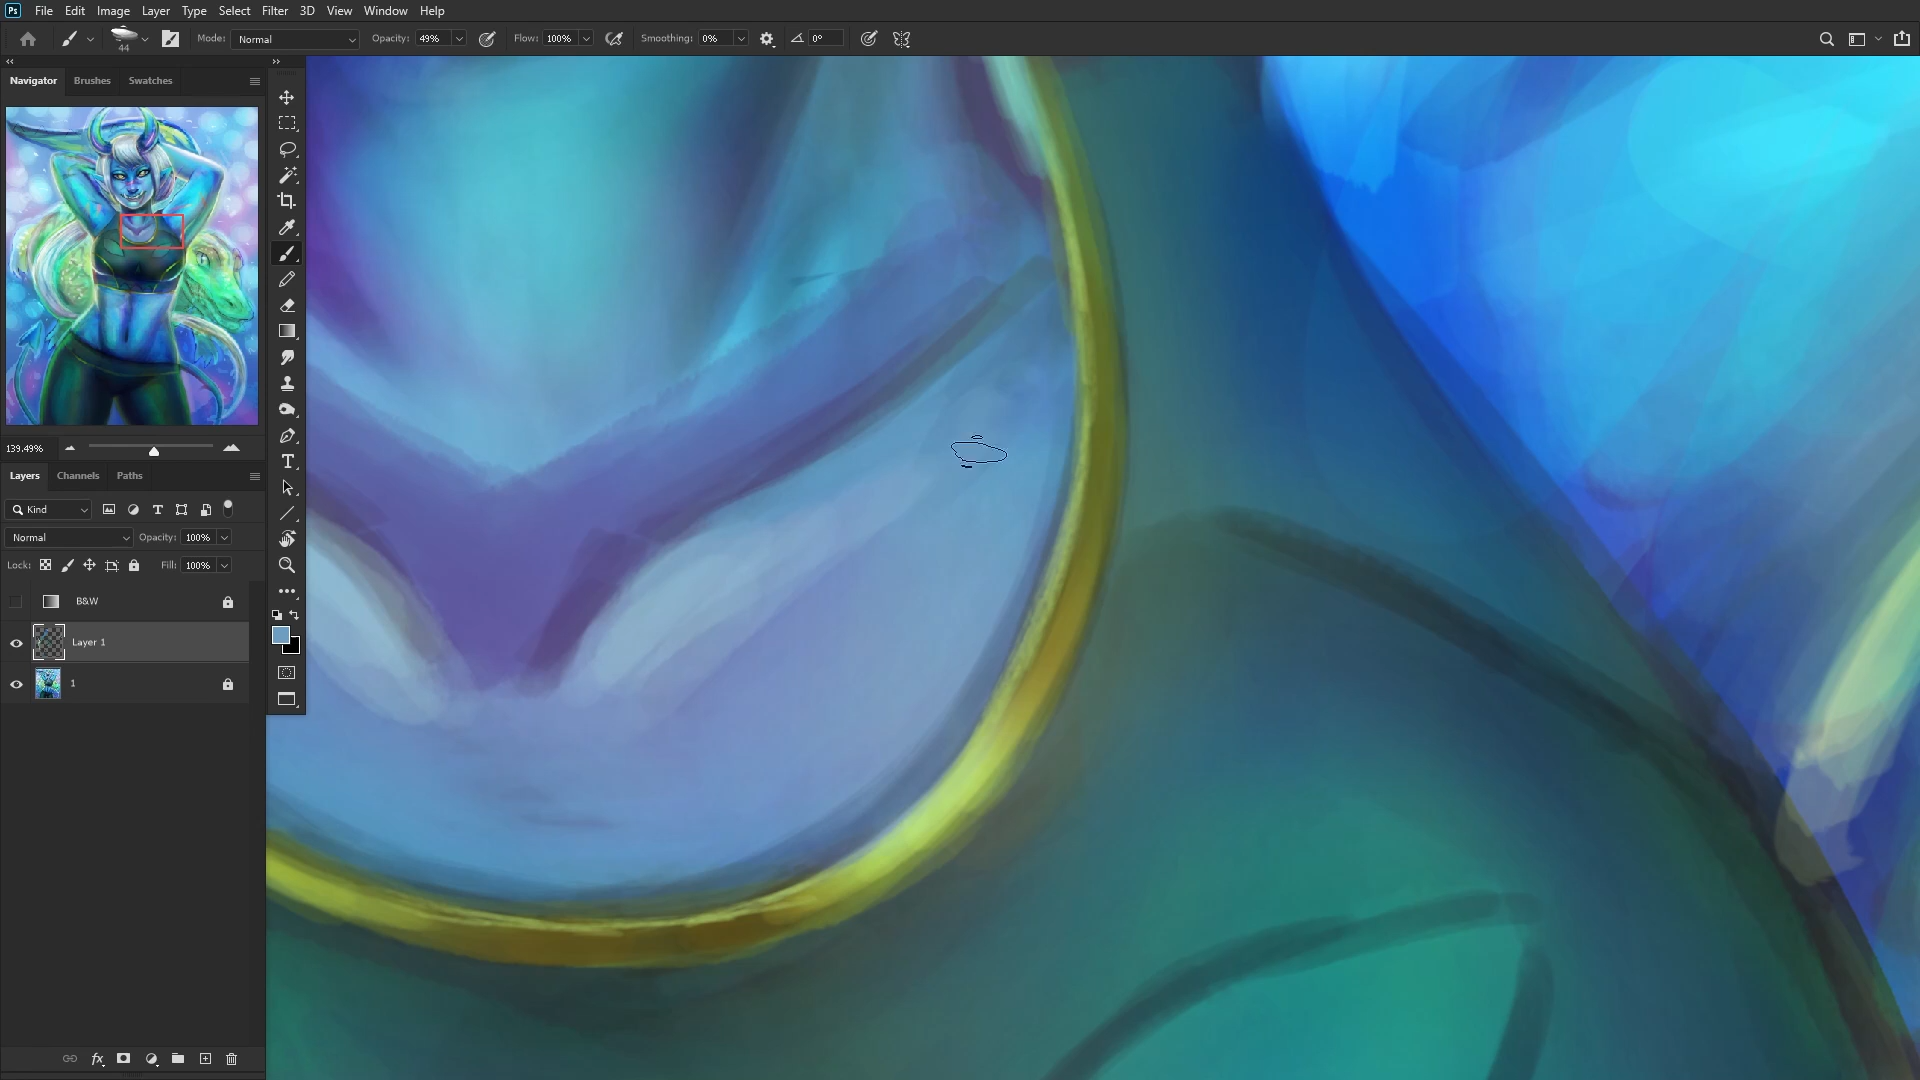 Ps File Edit Image Layer Type Select Filter 3D View Window Help
44 Mode: Normal Opacity: 49% Flow: 100% Smoothing: 0% 0°
Navigator Brushes Swatches
139.49%
Layers Channels Paths
Kind T
Normal Opacity: 100%
Lock: Fill: 100%
B&W
Layer 1
1
fx
T